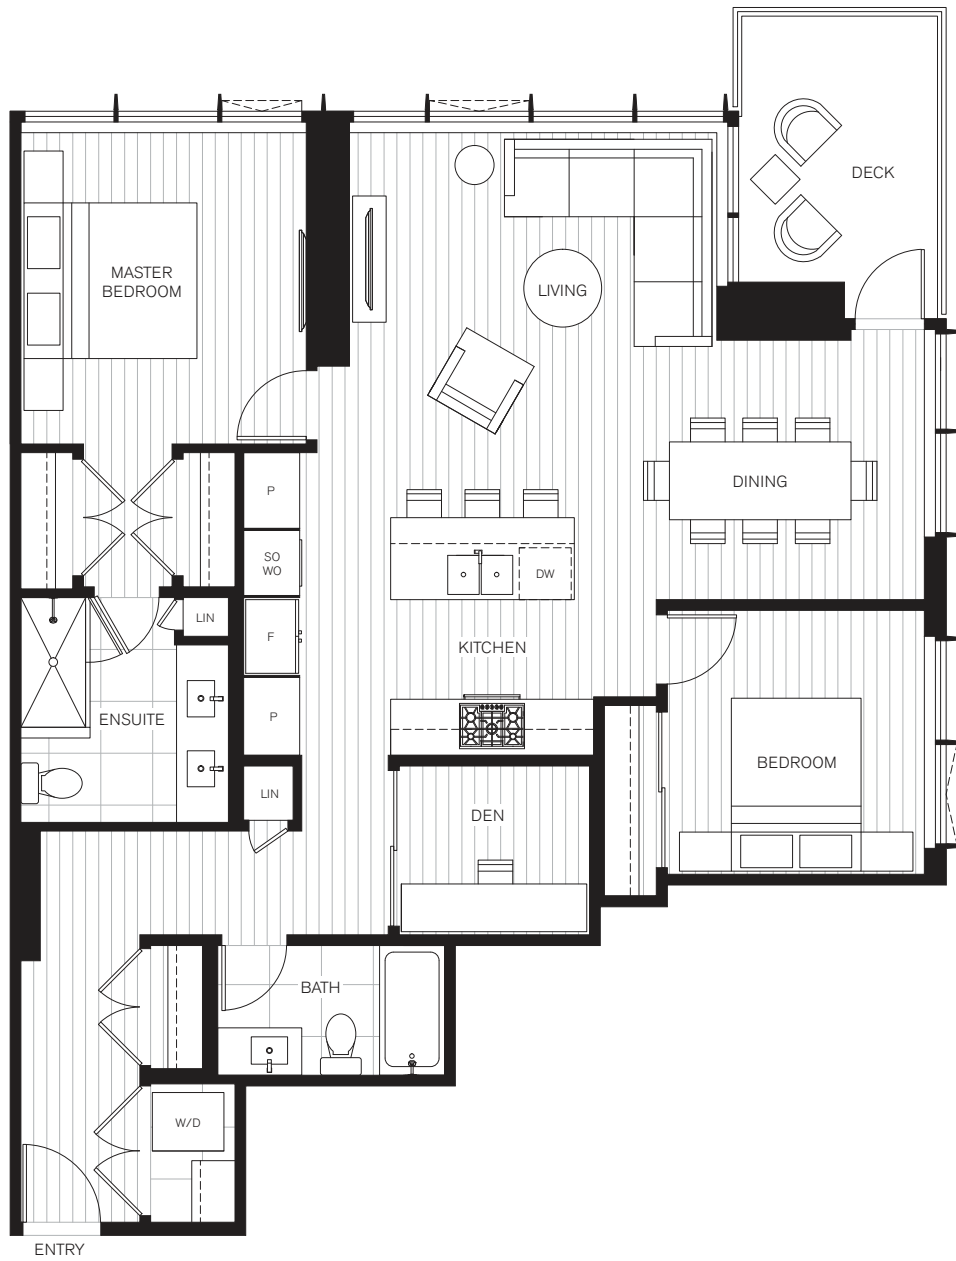 DECK
MASTER
BEDROOM
LIVING
DINING
P
SO
WO
DW
LIN
F
KITCHEN
ENSUITE
P
BEDROOM
LIN
DEN
BATH
W/D
ENTRY